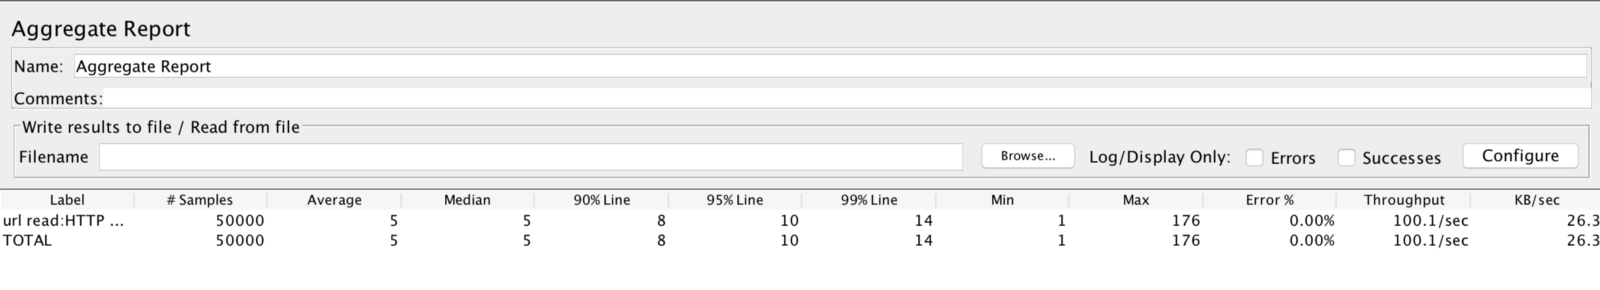 Aggregate Report
Name: Aggregate Report
Comments:
Write results to file / Read from file
Filename Browse... Log/Display Only: Errors Successes Configure
Label # Samples Average Median 90% Line 95% Line 99% Line Min Max Error % Throughput KB/sec
url read:HTTP ... 50000 5 5 8 10 14 1 176 0.00% 100.1/sec 26.3
TOTAL 50000 5 5 8 10 14 1 176 0.00% 100.1/sec 26.3